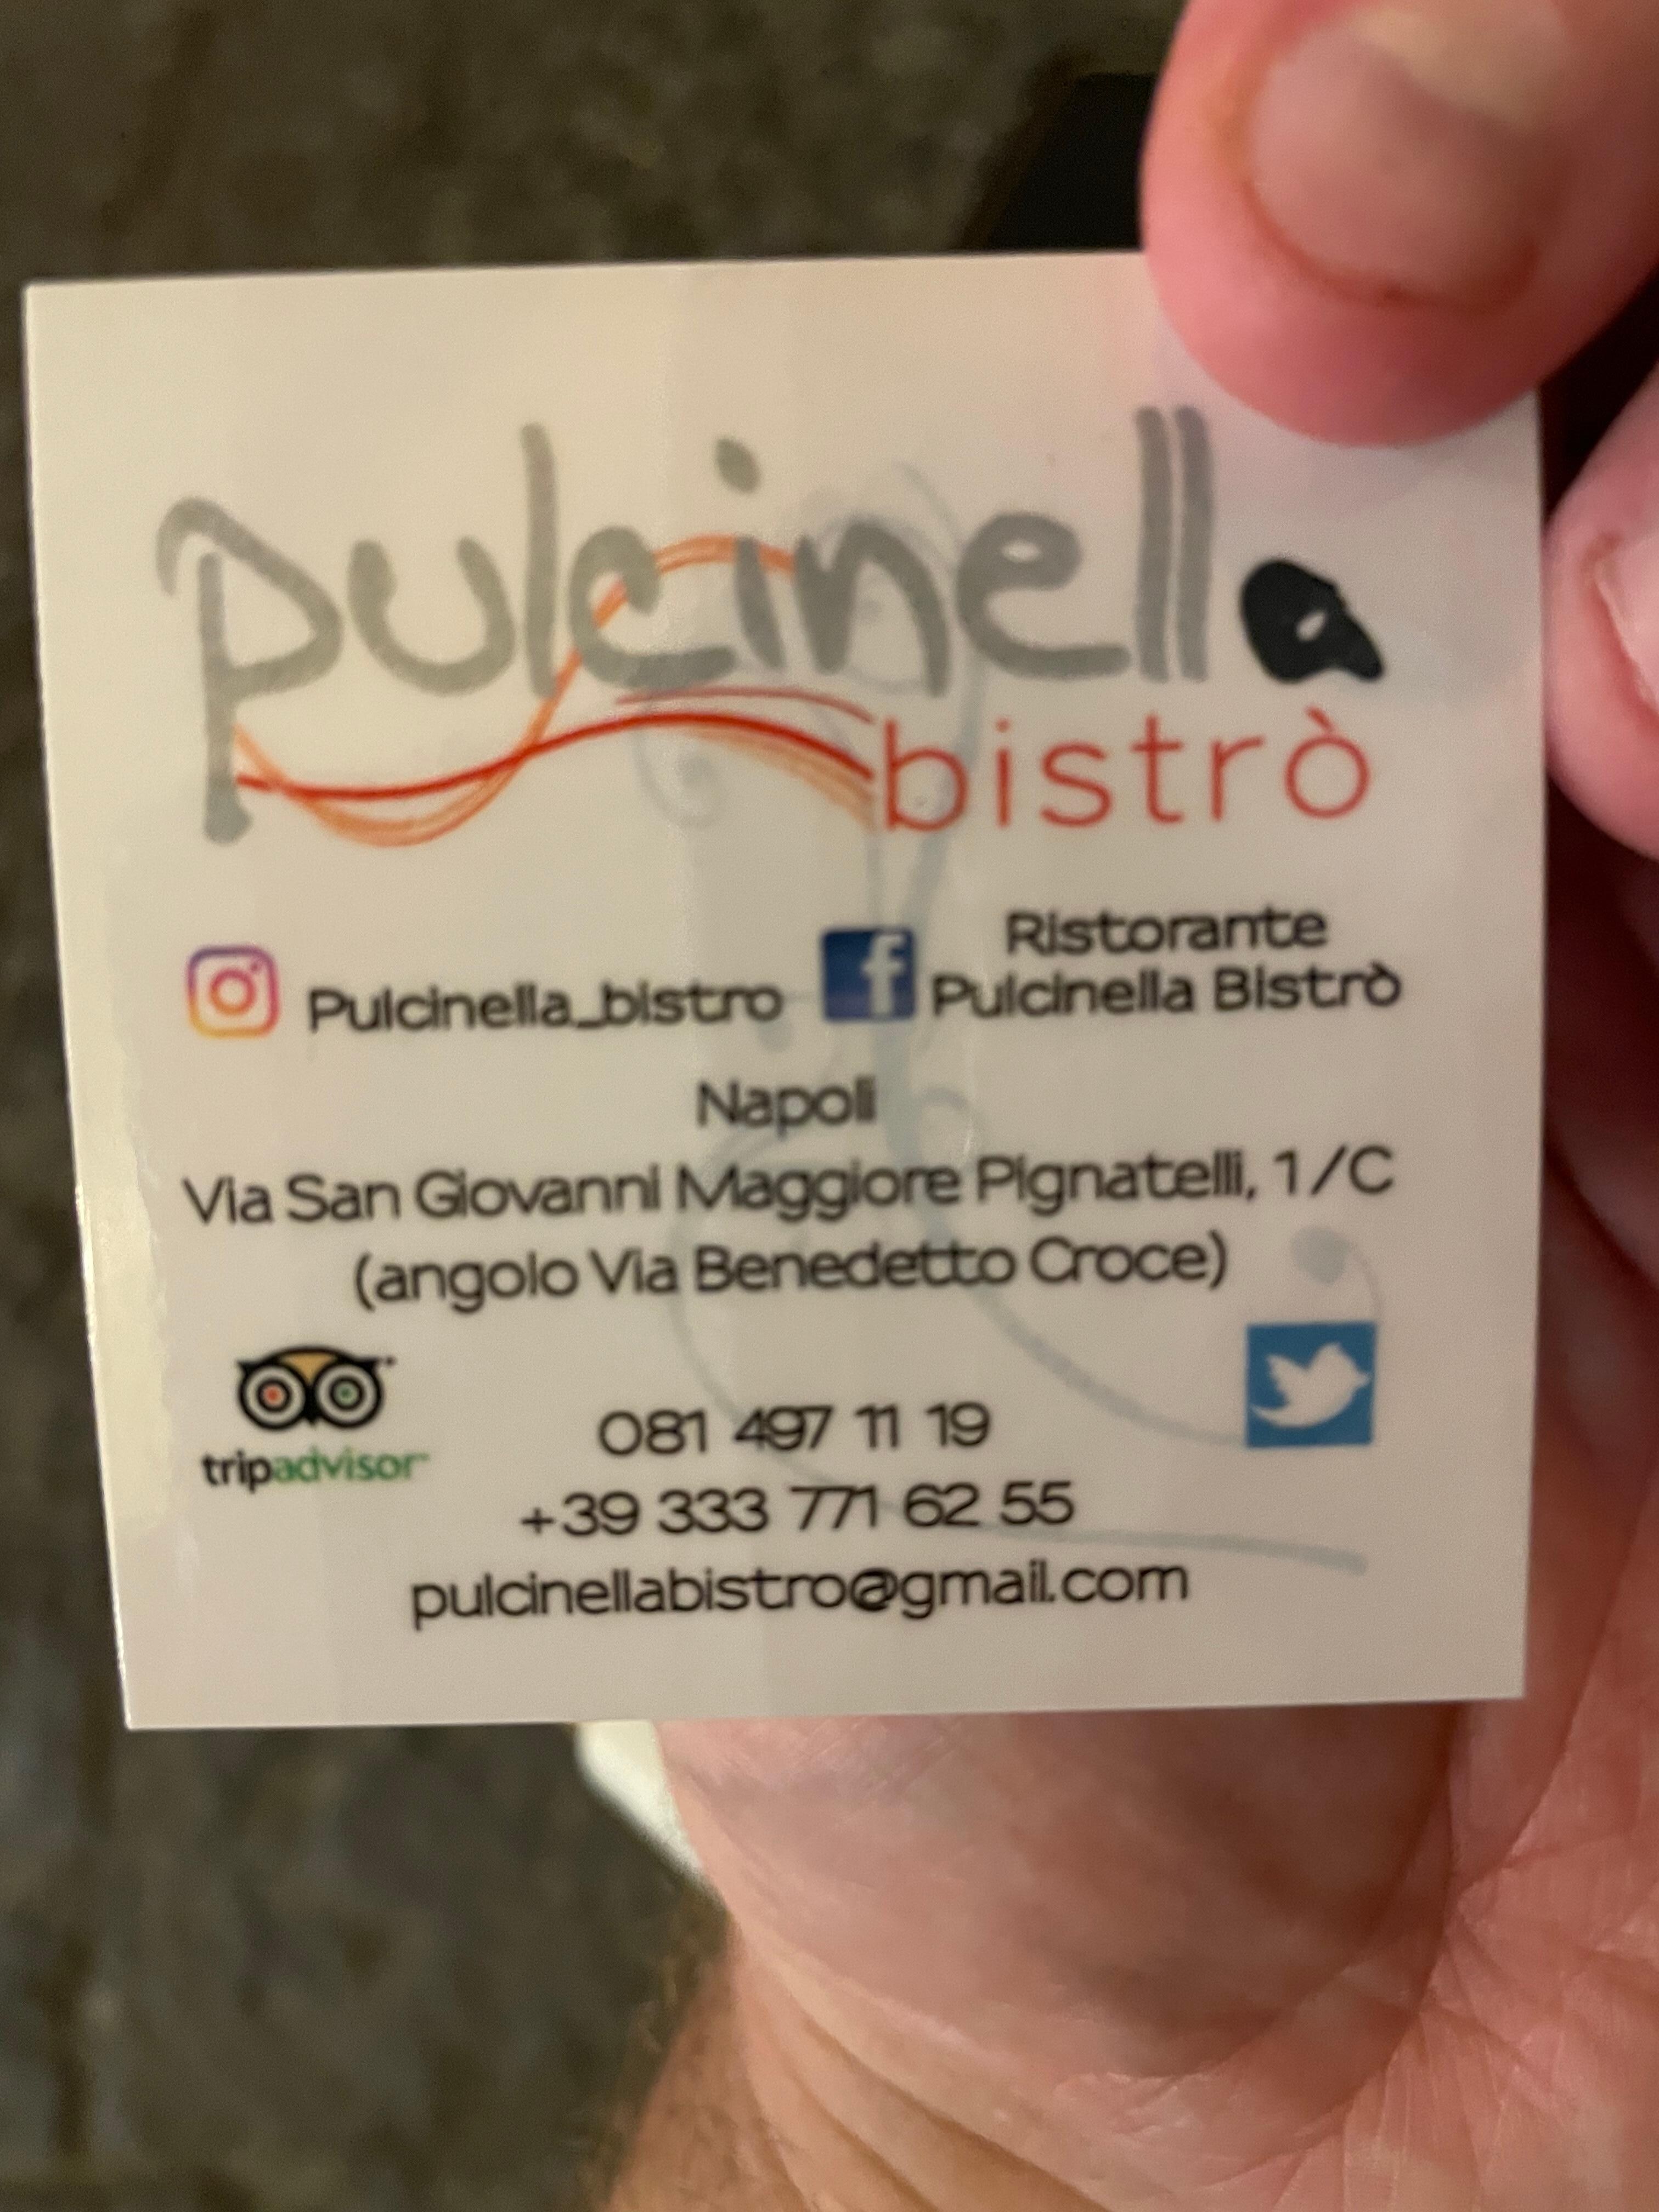 pulcinella
bistrò
Pulcinella_bistro
Ristorante
Pulcinella Bistrò
Napoli
Via San Giovanni Maggiore Pignatelli, 1/C
(angolo Via Benedetto Croce)
tripadvisor
081 497 11 19
+39 333 771 62 55
pulcinellabistro@gmail.com